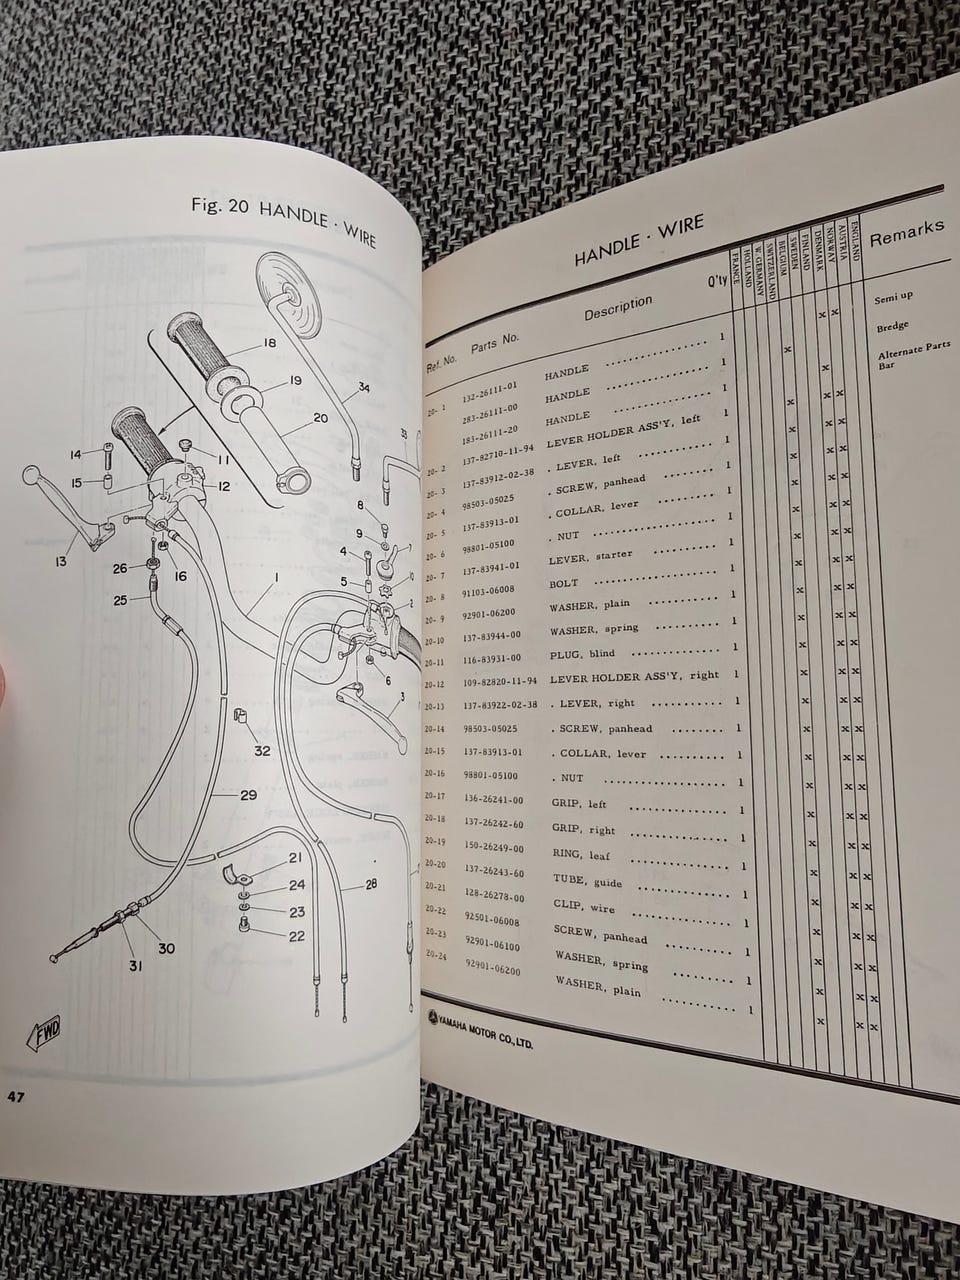 Fig. 20 HANDLE · WIRE
18
19
20
34
33
14
15
11
12
13
16
26
25
1
8
9
7
4
5
10
2
6
3
32
29
21
24
23
22
28
30
31
FWD
47
HANDLE · WIRE
Ref. No. Parts No. Description Q'ty FRANCE HOLLAND W. GERMANY SWITZERLAND BELGIUM SWEDEN FINLAND DENMARK NORWAY AUSTRIA ENGLAND Remarks
20- 1 132-26111-01 HANDLE .................. 1 x x Semi up
283-26111-00 HANDLE .................. 1 x Bredge
183-26111-20 HANDLE .................. 1 x Alternate Parts Bar
20- 2 137-82710-11-94 LEVER HOLDER ASS'Y, left 1 x x x
20- 3 137-83912-02-38 . LEVER, left ............ 1 x x x
20- 4 98503-05025 . SCREW, panhead ........ 1 x x x
20- 5 137-83913-01 . COLLAR, lever ......... 1 x x x
20- 6 98801-05100 . NUT ................... 1 x x x
20- 7 137-83941-01 LEVER, starter .......... 1 x x x
20- 8 91103-06008 BOLT .................... 1 x x x
20- 9 92901-06200 WASHER, plain ........... 1 x x x
20-10 137-83944-00 WASHER, spring .......... 1 x x x
20-11 116-83931-00 PLUG, blind ............. 1 x x x
20-12 109-82820-11-94 LEVER HOLDER ASS'Y, right 1 x x x
20-13 137-83922-02-38 . LEVER, right ........... 1 x x x
20-14 98503-05025 . SCREW, panhead ........ 1 x x x
20-15 137-83913-01 . COLLAR, lever ......... 1 x x x
20-16 98801-05100 . NUT ................... 1 x x x
20-17 136-26241-00 GRIP, left .............. 1 x x x
20-18 137-26242-60 GRIP, right ............. 1 x x x
20-19 150-26249-00 RING, leaf .............. 1 x x x
20-20 137-26243-60 TUBE, guide ............. 1 x x x
20-21 128-26278-00 CLIP, wire .............. 1 x x x
20-22 92501-06008 SCREW, panhead .......... 1 x x x
20-23 92901-06100 WASHER, spring .......... 1 x x x
20-24 92901-06200 WASHER, plain ........... 1 x x x
YAMAHA MOTOR CO., LTD.